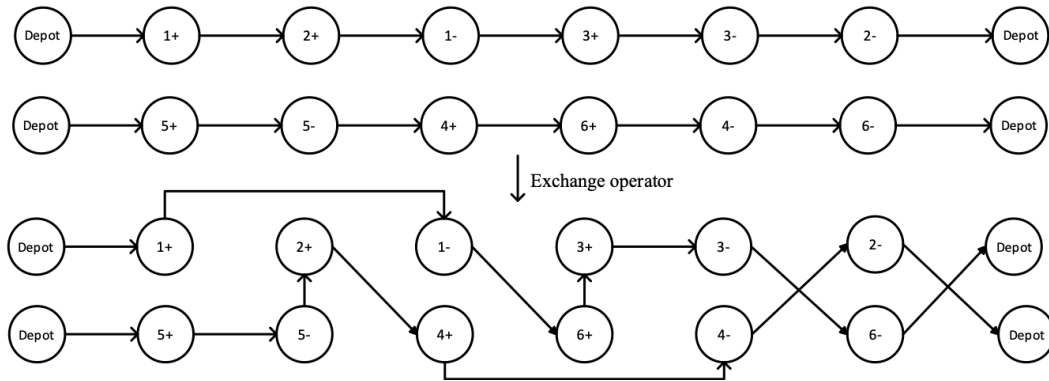 Depot 1+ 2+ 1- 3+ 3- 2- Depot
Depot 5+ 5- 4+ 6+ 4- 6- Depot
Exchange operator
Depot 1+ 2+ 1- 3+ 3- 2- Depot
Depot 5+ 5- 4+ 6+ 4- 6- Depot